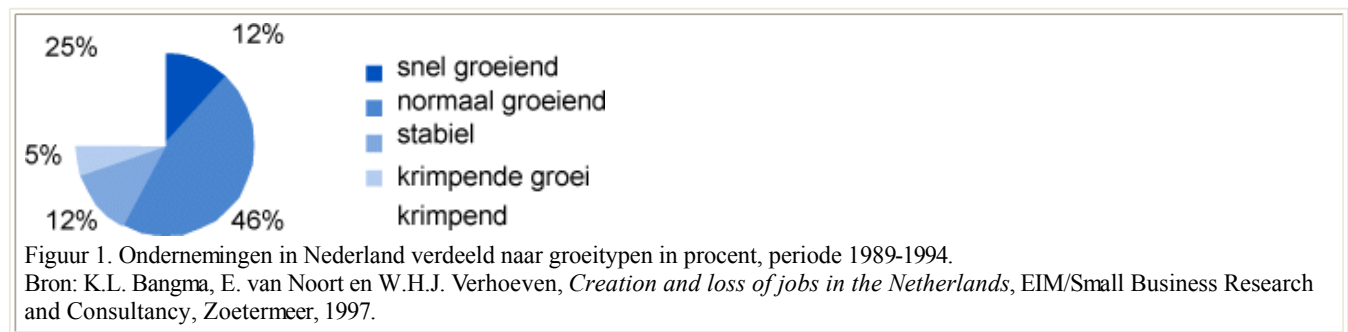 25%
12%
5%
12%
46%
snel groeiend
normaal groeiend
stabiel
krimpende groei
krimpend
Figuur 1. Ondernemingen in Nederland verdeeld naar groeitypen in procent, periode 1989-1994.
Bron: K.L. Bangma, E. van Noort en W.H.J. Verhoeven, Creation and loss of jobs in the Netherlands, EIM/Small Business Research
and Consultancy, Zoetermeer, 1997.